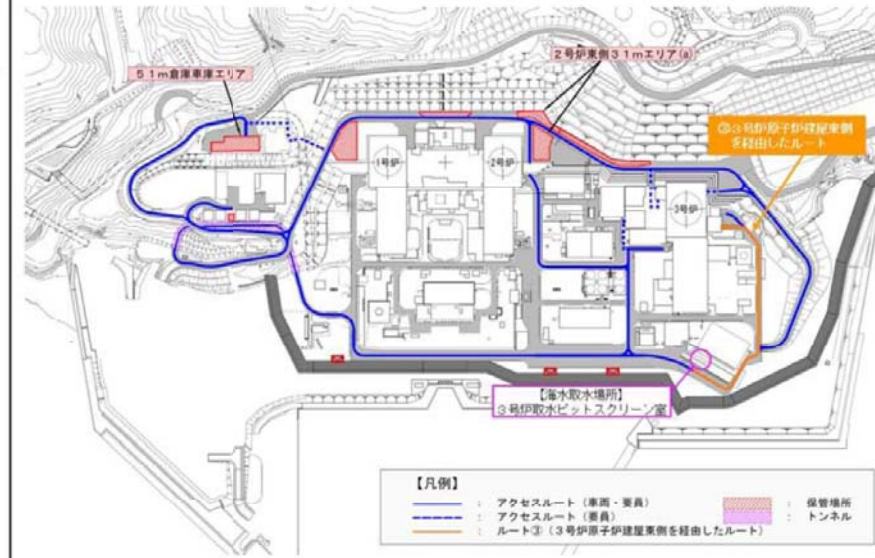 51m倉庫車庫エリア
2号炉東側31mエリア(a)
③3号炉原子炉建屋東側
を経由したルート
1号炉
2号炉
3号炉
【海水取水場所】
3号炉取水ピットスクリーン室
【凡例】
： アクセスルート（車両・要員）
： 保管場所
： アクセスルート（要員）
： トンネル
： ルート③（3号炉原子炉建屋東側を経由したルート）